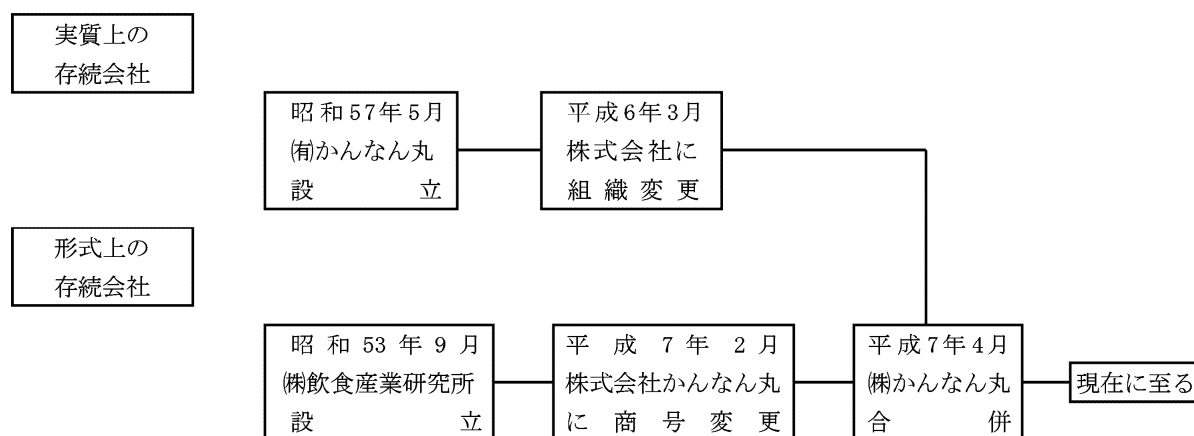 実質上の
存続会社
昭和57年5月
㈲かんなん丸
設立
平成6年3月
株式会社に
組織変更
形式上の
存続会社
昭和53年9月
㈱飲食産業研究所
設立
平成7年2月
株式会社かんなん丸
に商号変更
平成7年4月
㈱かんなん丸
合併
現在に至る